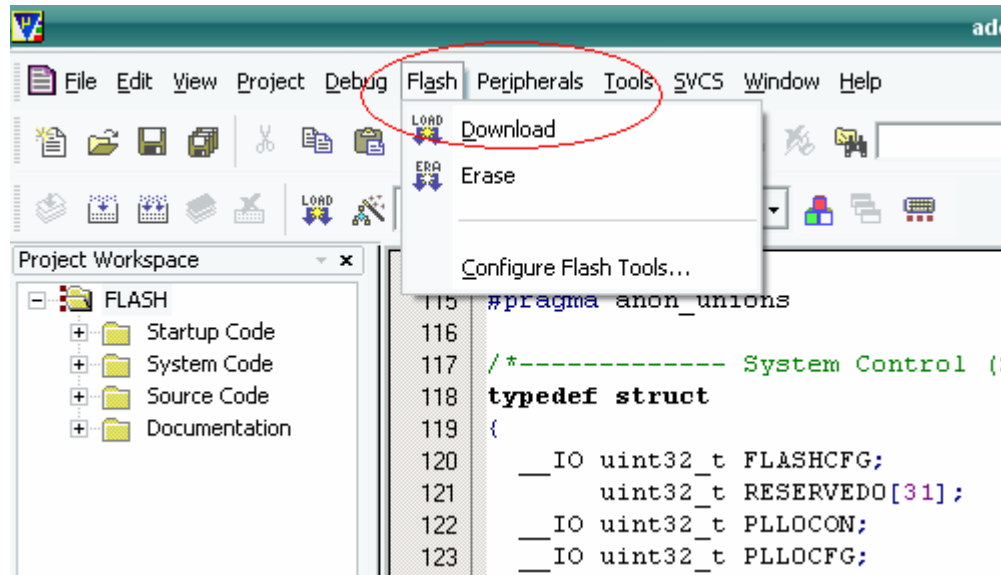 ade
File Edit View Project Debug Flash Peripherals Tools SVCS Window Help
LOAD Download
ERA Erase
LOAD
Configure Flash Tools...
Project Workspace
FLASH
Startup Code
System Code
Source Code
Documentation
115 #pragma anon_unions
116
117 /*------------- System Control (
118 typedef struct
119 {
120 __IO uint32_t FLASHCFG;
121 uint32_t RESERVED0[31];
122 __IO uint32_t PLL0CON;
123 __IO uint32_t PLL0CFG;